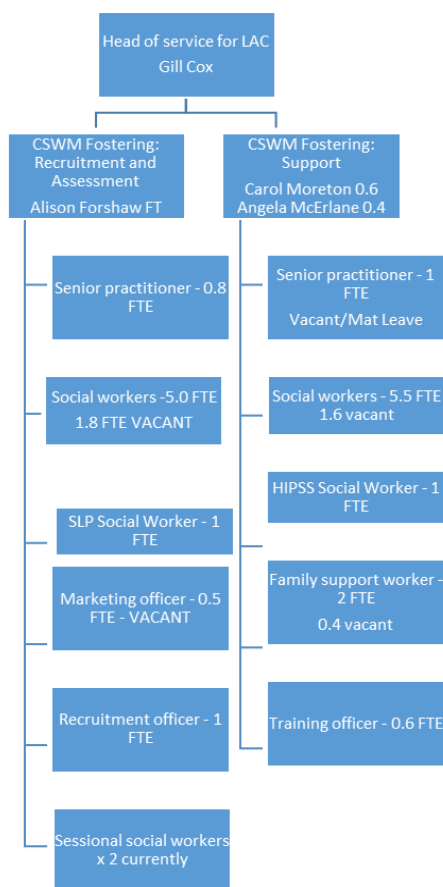 Head of service for LAC
Gill Cox
CSWM Fostering:
Recruitment and
Assessment
Alison Forshaw FT
CSWM Fostering:
Support
Carol Moreton 0.6
Angela McErlane 0.4
Senior practitioner - 0.8
FTE
Social workers -5.0 FTE
1.8 FTE VACANT
SLP Social Worker - 1
FTE
Marketing officer - 0.5
FTE - VACANT
Recruitment officer - 1
FTE
Sessional social workers
x 2 currently
Senior practitioner - 1
FTE
Vacant/Mat Leave
Social workers - 5.5 FTE
1.6 vacant
HIPSS Social Worker - 1
FTE
Family support worker -
2 FTE
0.4 vacant
Training officer - 0.6 FTE